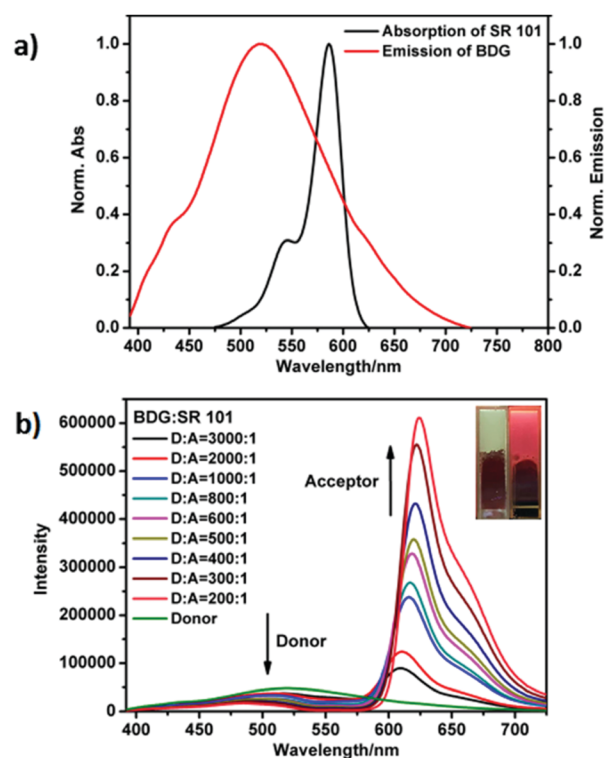 a)
Absorption of SR 101
Emission of BDG
Norm. Abs
1.0
0.8
0.6
0.4
0.2
0.0
1.0
0.8
0.6
0.4
0.2
0.0
Norm. Emission
400 450 500 550 600 650 700 750 800
Wavelength/nm
b)
BDG:SR 101
D:A=3000:1
D:A=2000:1
D:A=1000:1
D:A=800:1
D:A=600:1
D:A=500:1
D:A=400:1
D:A=300:1
D:A=200:1
Donor
Acceptor
Donor
Intensity
600000
500000
400000
300000
200000
100000
0
400 450 500 550 600 650 700
Wavelength/nm